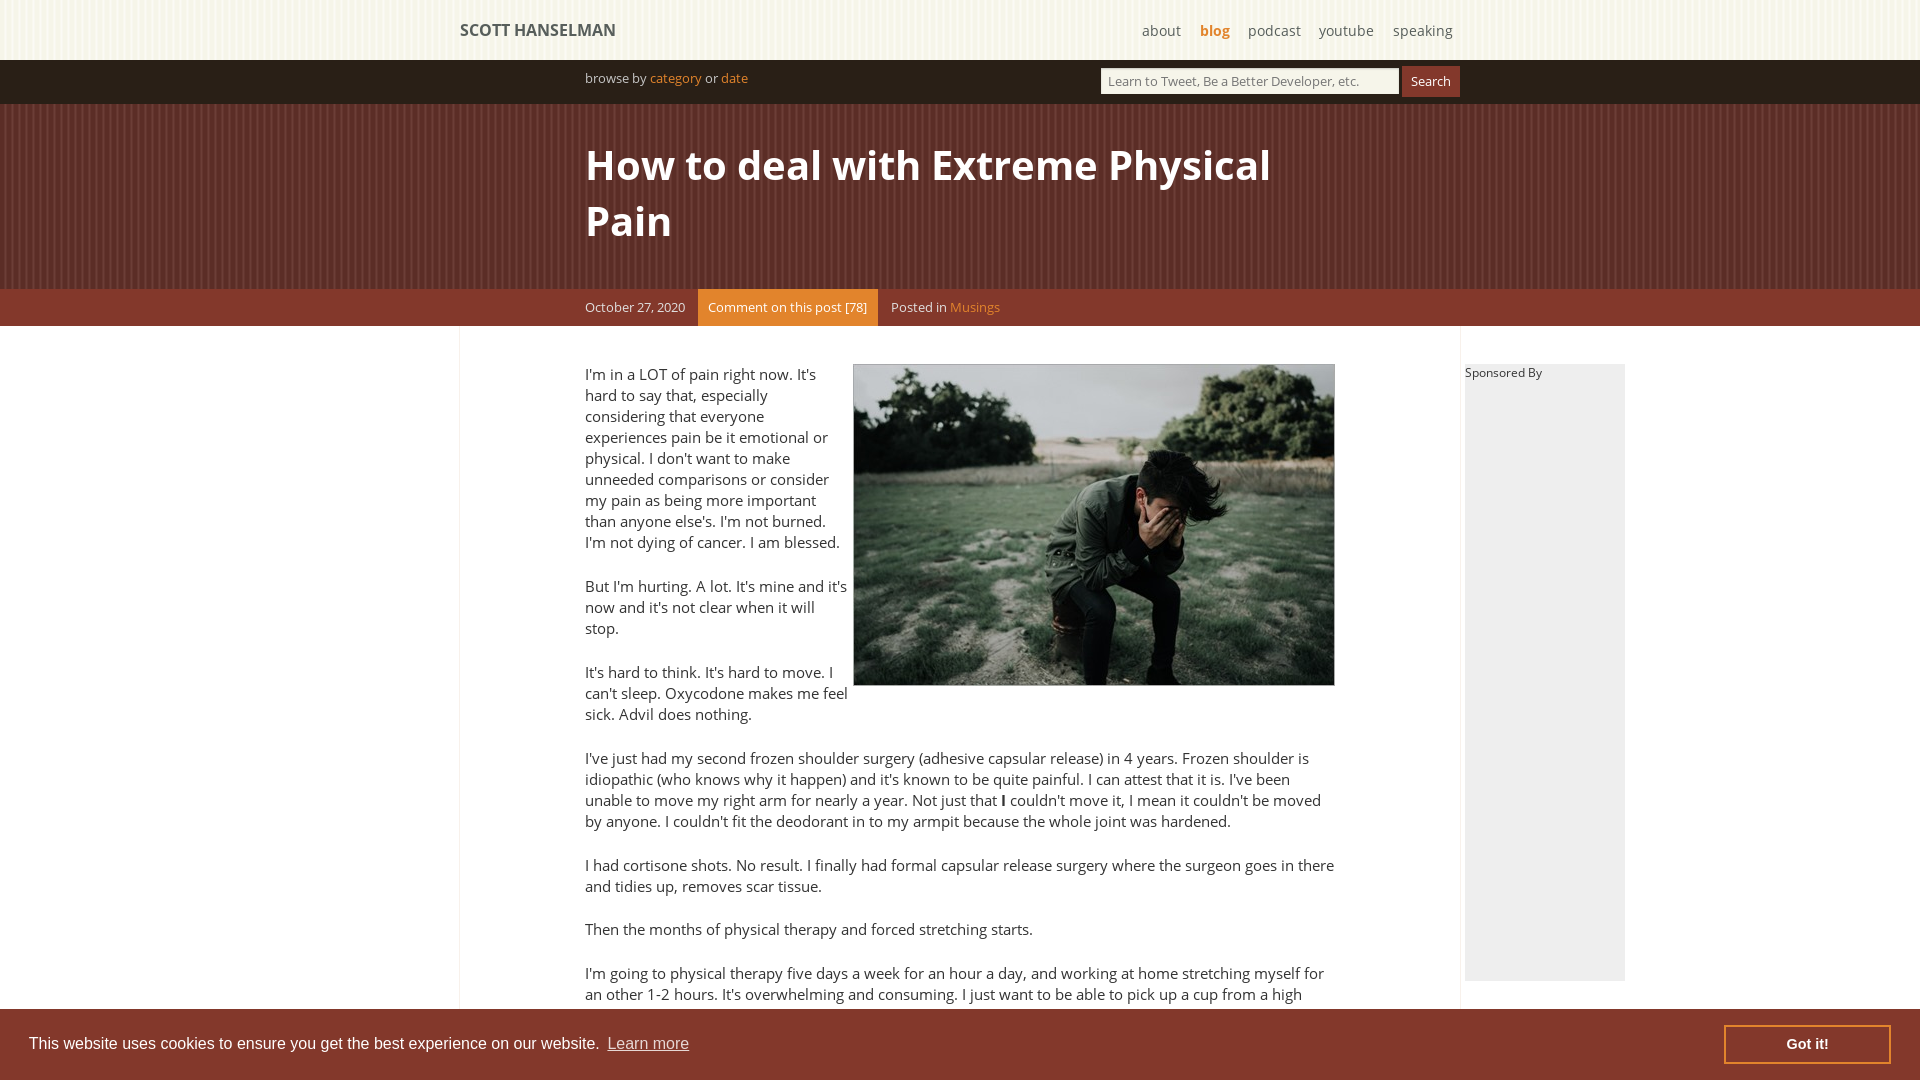 SCOTT HANSELMAN
about blog podcast youtube speaking
browse by category or date
Learn to Tweet, Be a Better Developer, etc. Search
How to deal with Extreme Physical
Pain
October 27, 2020 Comment on this post [78] Posted in Musings
I'm in a LOT of pain right now. It's
hard to say that, especially
considering that everyone
experiences pain be it emotional or
physical. I don't want to make
unneeded comparisons or consider
my pain as being more important
than anyone else's. I'm not burned.
I'm not dying of cancer. I am blessed.
But I'm hurting. A lot. It's mine and it's
now and it's not clear when it will
stop.
It's hard to think. It's hard to move. I
can't sleep. Oxycodone makes me feel
sick. Advil does nothing.
I've just had my second frozen shoulder surgery (adhesive capsular release) in 4 years. Frozen shoulder is
idiopathic (who knows why it happen) and it's known to be quite painful. I can attest that it is. I've been
unable to move my right arm for nearly a year. Not just that I couldn't move it, I mean it couldn't be moved
by anyone. I couldn't fit the deodorant in to my armpit because the whole joint was hardened.
I had cortisone shots. No result. I finally had formal capsular release surgery where the surgeon goes in there
and tidies up, removes scar tissue.
Then the months of physical therapy and forced stretching starts.
I'm going to physical therapy five days a week for an hour a day, and working at home stretching myself for
an other 1-2 hours. It's overwhelming and consuming. I just want to be able to pick up a cup from a high
Sponsored By
This website uses cookies to ensure you get the best experience on our website. Learn more
Got it!